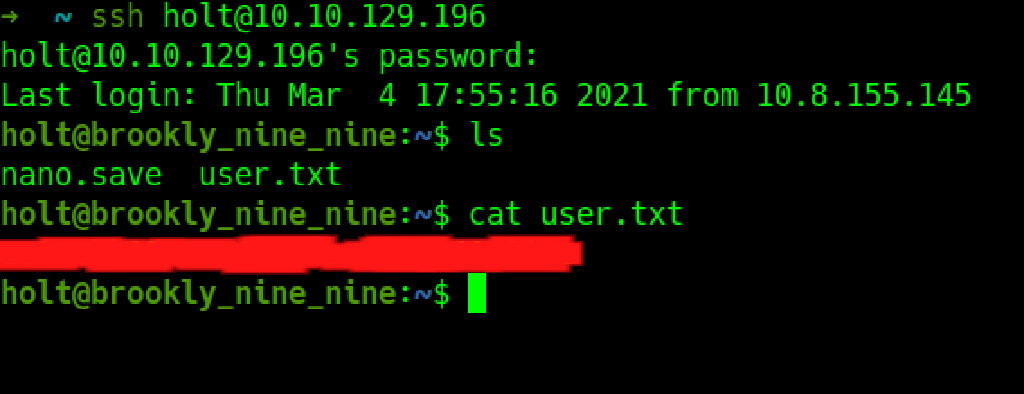 → ~ ssh holt@10.10.129.196
holt@10.10.129.196's password:
Last login: Thu Mar  4 17:55:16 2021 from 10.8.155.145
holt@brookly_nine_nine:~$ ls
nano.save  user.txt
holt@brookly_nine_nine:~$ cat user.txt
holt@brookly_nine_nine:~$